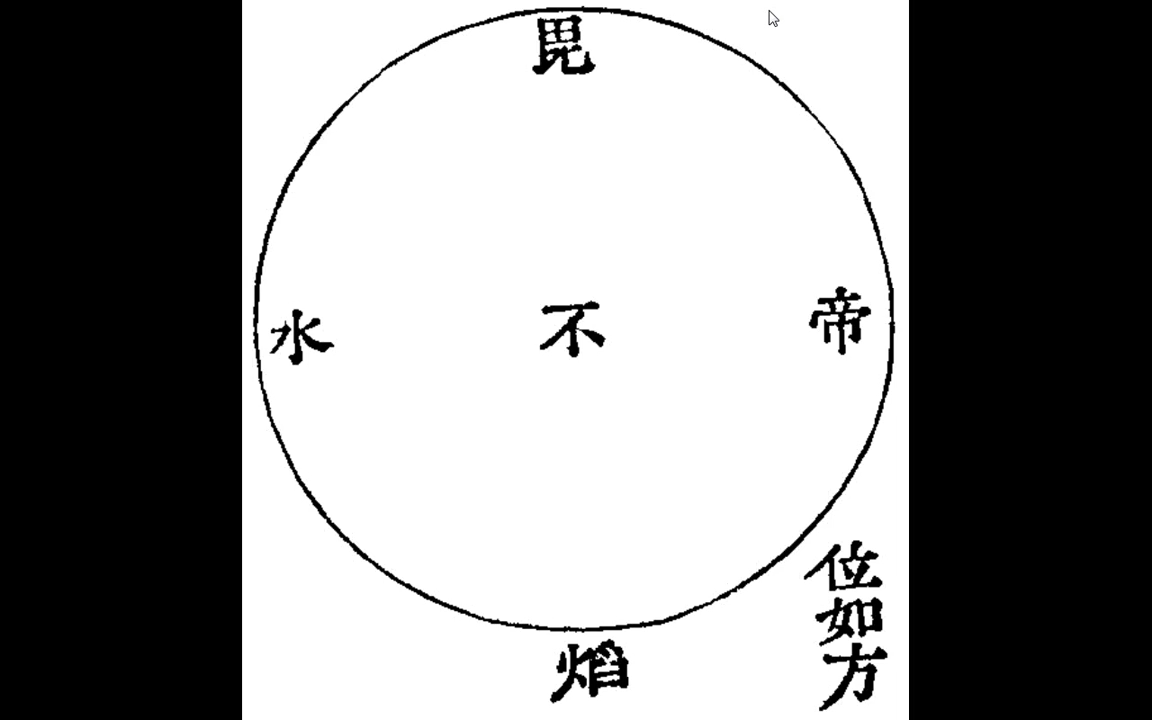 毘
帝
不
水
焰
位如方